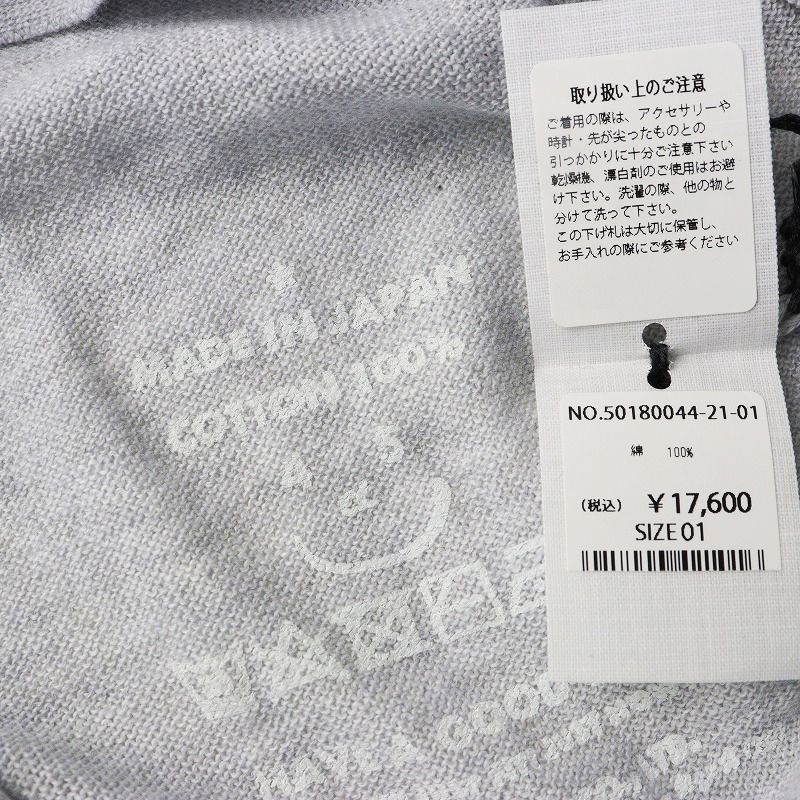 取り扱い上のご注意
ご着用の際は、アクセサリーや
時計・先が尖ったものとの
引っかかりに十分ご注意下さい
乾燥機、漂白剤のご使用はお避
け下さい。洗濯の際、他の物と
分けて洗って下さい。
この下げ札は大切に保管し、
お手入れの際にご参考ください
NO.50180044-21-01
綿 100%
(税込) ¥17,600
SIZE 01
MADE IN JAPAN
COTTON 100%
4 5
α
HAVE A GOOD